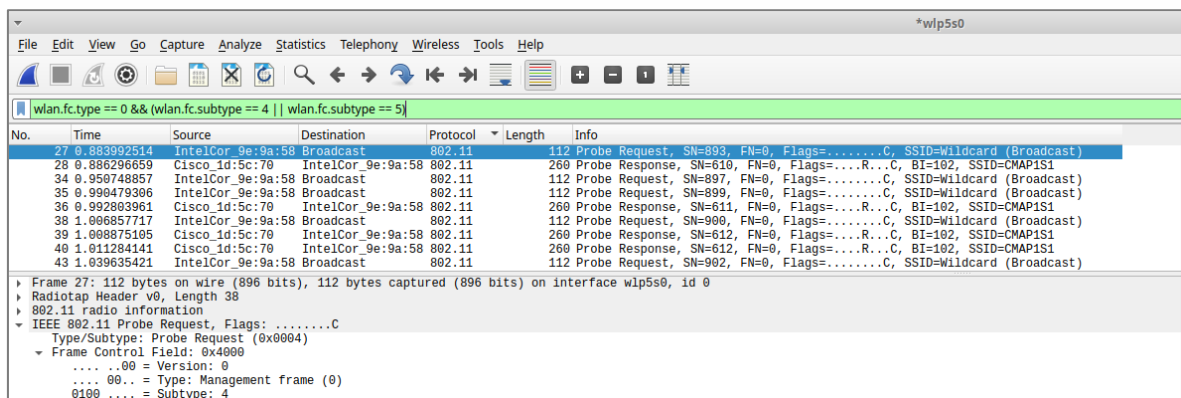 *wlp5s0
File Edit View Go Capture Analyze Statistics Telephony Wireless Tools Help
wlan.fc.type == 0 && (wlan.fc.subtype == 4 || wlan.fc.subtype == 5)
No. Time Source Destination Protocol Length Info
27 0.883992514 IntelCor_9e:9a:58 Broadcast 802.11 112 Probe Request, SN=893, FN=0, Flags=........C, SSID=Wildcard (Broadcast)
28 0.886296659 Cisco_1d:5c:70 IntelCor_9e:9a:58 802.11 260 Probe Response, SN=610, FN=0, Flags=....R...C, BI=102, SSID=CMAP1S1
34 0.950748857 IntelCor_9e:9a:58 Broadcast 802.11 112 Probe Request, SN=897, FN=0, Flags=........C, SSID=Wildcard (Broadcast)
35 0.990479306 IntelCor_9e:9a:58 Broadcast 802.11 112 Probe Request, SN=899, FN=0, Flags=........C, SSID=Wildcard (Broadcast)
36 0.992803961 Cisco_1d:5c:70 IntelCor_9e:9a:58 802.11 260 Probe Response, SN=611, FN=0, Flags=....R...C, BI=102, SSID=CMAP1S1
38 1.006857717 IntelCor_9e:9a:58 Broadcast 802.11 112 Probe Request, SN=900, FN=0, Flags=........C, SSID=Wildcard (Broadcast)
39 1.008875105 Cisco_1d:5c:70 IntelCor_9e:9a:58 802.11 260 Probe Response, SN=612, FN=0, Flags=....R...C, BI=102, SSID=CMAP1S1
40 1.011284141 Cisco_1d:5c:70 IntelCor_9e:9a:58 802.11 260 Probe Response, SN=612, FN=0, Flags=....R...C, BI=102, SSID=CMAP1S1
43 1.039635421 IntelCor_9e:9a:58 Broadcast 802.11 112 Probe Request, SN=902, FN=0, Flags=........C, SSID=Wildcard (Broadcast)
Frame 27: 112 bytes on wire (896 bits), 112 bytes captured (896 bits) on interface wlp5s0, id 0
Radiotap Header v0, Length 38
802.11 radio information
IEEE 802.11 Probe Request, Flags: ........C
Type/Subtype: Probe Request (0x0004)
Frame Control Field: 0x4000
.... ..00 = Version: 0
.... 00.. = Type: Management frame (0)
0100 .... = Subtype: 4